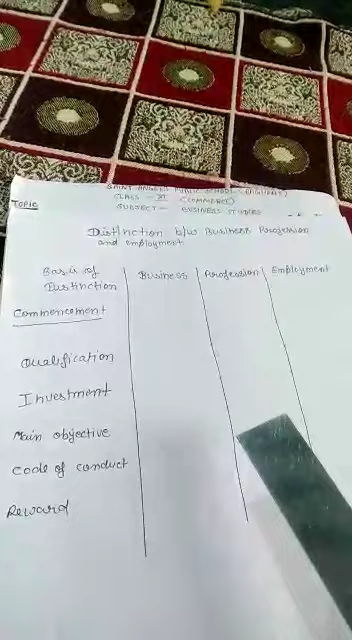 SAINT ANGELS PUBLIC SCHOOL
CLASS - XI (COMMERCE)
Topic
SUBJECT - BUSINESS STUDIES
Distinction b/w Business Profession
and employment
Basis of Distinction
Business
Profession
Employment
Commencement
Qualification
Investment
Main objective
Code of conduct
Reward